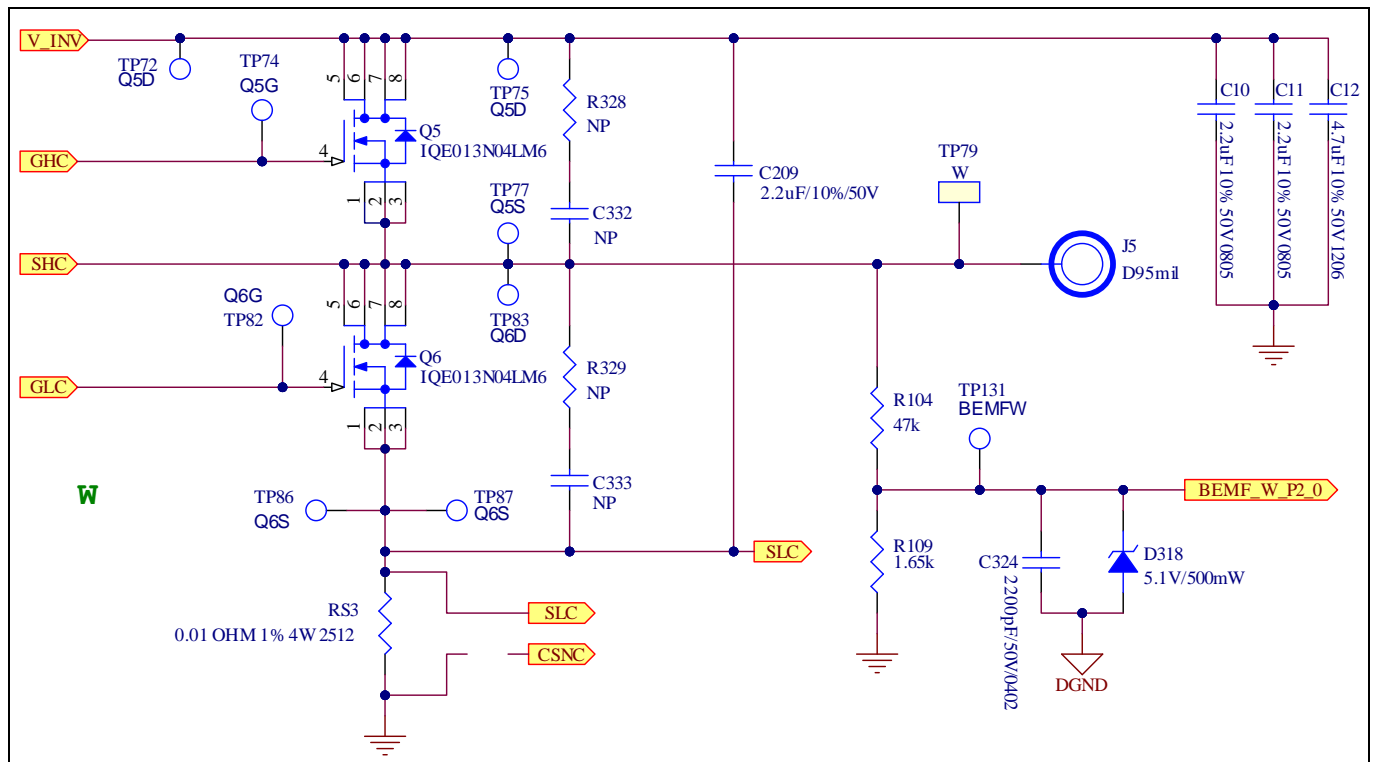 V_INV
TP72
Q5D
TP74
Q5G
5
6
7
8
TP75
Q5D
R328
NP
Q5
IQE013N04LM6
GHC
4
1
2
3
TP77
Q5S
C332
NP
C209
2.2uF/10%/50V
TP79
W
J5
D95mil
C10
2.2uF 10% 50V 0805
C11
2.2uF 10% 50V 0805
C12
4.7uF 10% 50V 1206
SHC
5
6
7
8
Q6G
TP82
TP83
Q6D
Q6
IQE013N04LM6
R329
NP
GLC
4
1
2
3
R104
47k
TP131
BEMFW
W
TP86
Q6S
TP87
Q6S
C333
NP
BEMF_W_P2_0
SLC
R109
1.65k
C324
2200pF/50V/0402
D318
5.1V/500mW
RS3
0.01 OHM 1% 4W 2512
SLC
CSNC
DGND